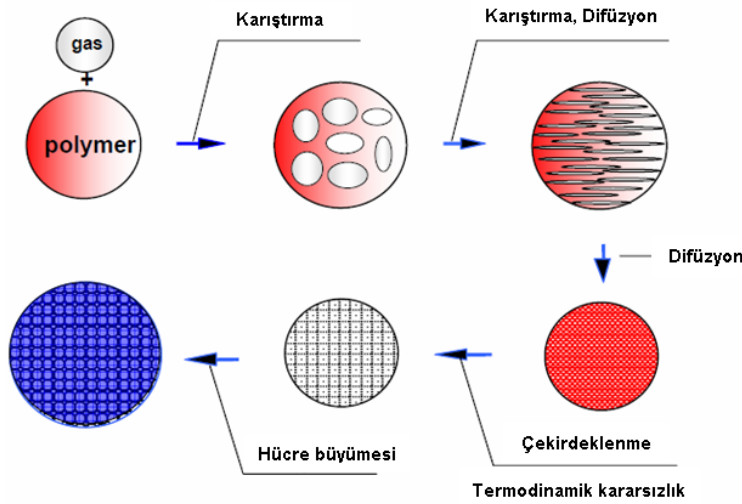 gas
+
polymer
Karıştırma
Karıştırma, Difüzyon
Difüzyon
Çekirdeklenme
Termodinamik kararsızlık
Hücre büyümesi